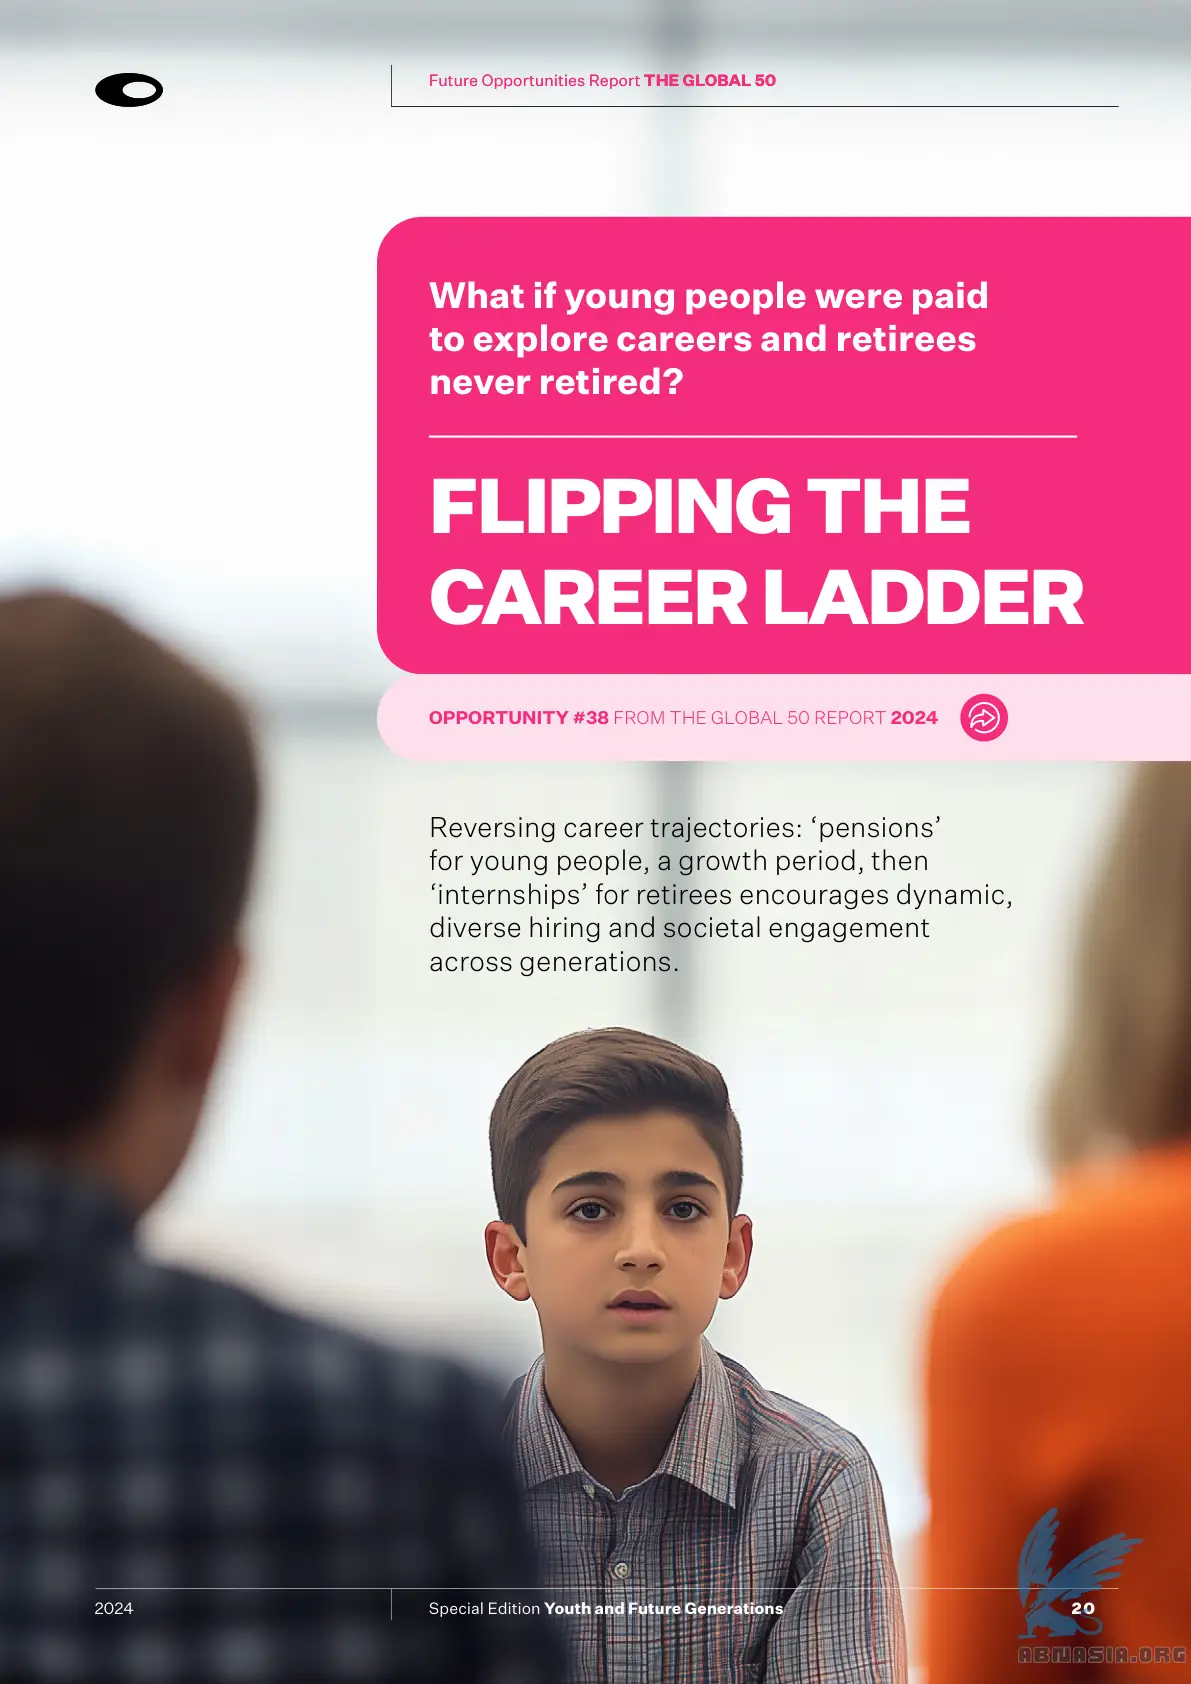 Future Opportunities Report THE GLOBAL 50
What if young people were paid
to explore careers and retirees
never retired?
FLIPPING THE
CAREER LADDER
OPPORTUNITY #38 FROM THE GLOBAL 50 REPORT 2024
Reversing career trajectories: ‘pensions’
for young people, a growth period, then
‘internships’ for retirees encourages dynamic,
diverse hiring and societal engagement
across generations.
2024
Special Edition Youth and Future Generations
20
ABNASIA.ORG